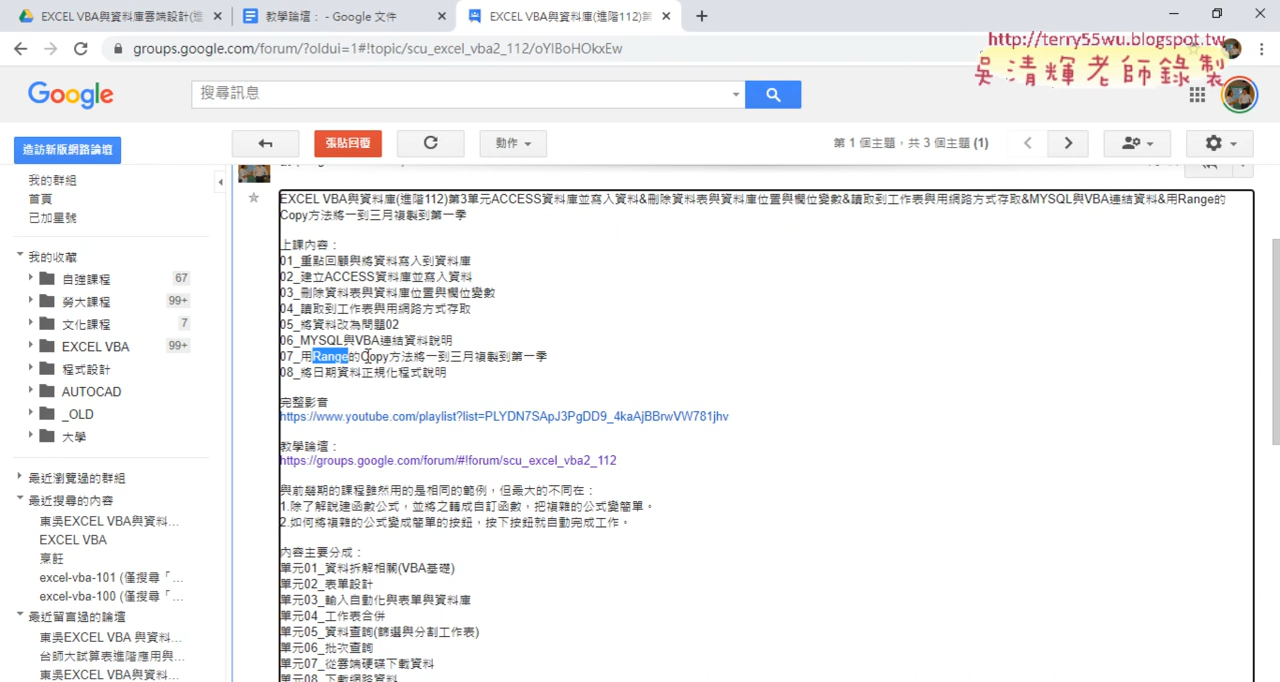 EXCEL VBA與資料庫雲端設計(進
教學論壇： - Google 文件
EXCEL VBA與資料庫(進階112)第
groups.google.com/forum/?oldui=1#!topic/scu_excel_vba2_112/oYlBoHOkxEw
http://terry55wu.blogspot.tw
吳清輝老師錄製
Google
搜尋訊息
造訪新版網路論壇
張貼回覆
動作
第 1 個主題，共 3 個主題 (1)
我的群組
首頁
已加星號
我的收藏
自強課程 67
勞大課程 99+
文化課程 7
EXCEL VBA 99+
程式設計
AUTOCAD
_OLD
大學
最近瀏覽過的群組
最近搜尋的內容
東吳EXCEL VBA與資料...
EXCEL VBA
烹飪
excel-vba-101 (僅搜尋「...
excel-vba-100 (僅搜尋「...
最近留言過的論壇
東吳EXCEL VBA 與資料...
台師大試算表進階應用與...
東吳EXCEL VBA與資料...
EXCEL VBA與資料庫(進階112)第3單元ACCESS資料庫並寫入資料&刪除資料表與資料庫位置與欄位變數&讀取到工作表與用網路方式存取&MYSQL與VBA連結資料&用Range的
Copy方法將一到三月複製到第一季
上課內容：
01_重點回顧與將資料寫入到資料庫
02_建立ACCESS資料庫並寫入資料
03_刪除資料表與資料庫位置與欄位變數
04_讀取到工作表與用網路方式存取
05_將資料改為問題02
06_MYSQL與VBA連結資料說明
07_用Range的Copy方法將一到三月複製到第一季
08_將日期資料正規化程式說明
完整影音
https://www.youtube.com/playlist?list=PLYDN7SApJ3PgDD9_4kaAjBBrwVW781jhv
教學論壇：
https://groups.google.com/forum/#!forum/scu_excel_vba2_112
與前幾期的課程雖然用的是相同的範例，但最大的不同在：
1.除了解說建函數公式，並將之轉成自訂函數，把複雜的公式變簡單。
2.如何將複雜的公式變成簡單的按鈕，按下按鈕就自動完成工作。
內容主要分成：
單元01_資料拆解相關(VBA基礎)
單元02_表單設計
單元03_輸入自動化與表單與資料庫
單元04_工作表合併
單元05_資料查詢(篩選與分割工作表)
單元06_批次查詢
單元07_從雲端硬碟下載資料
單元08_下載網路資料